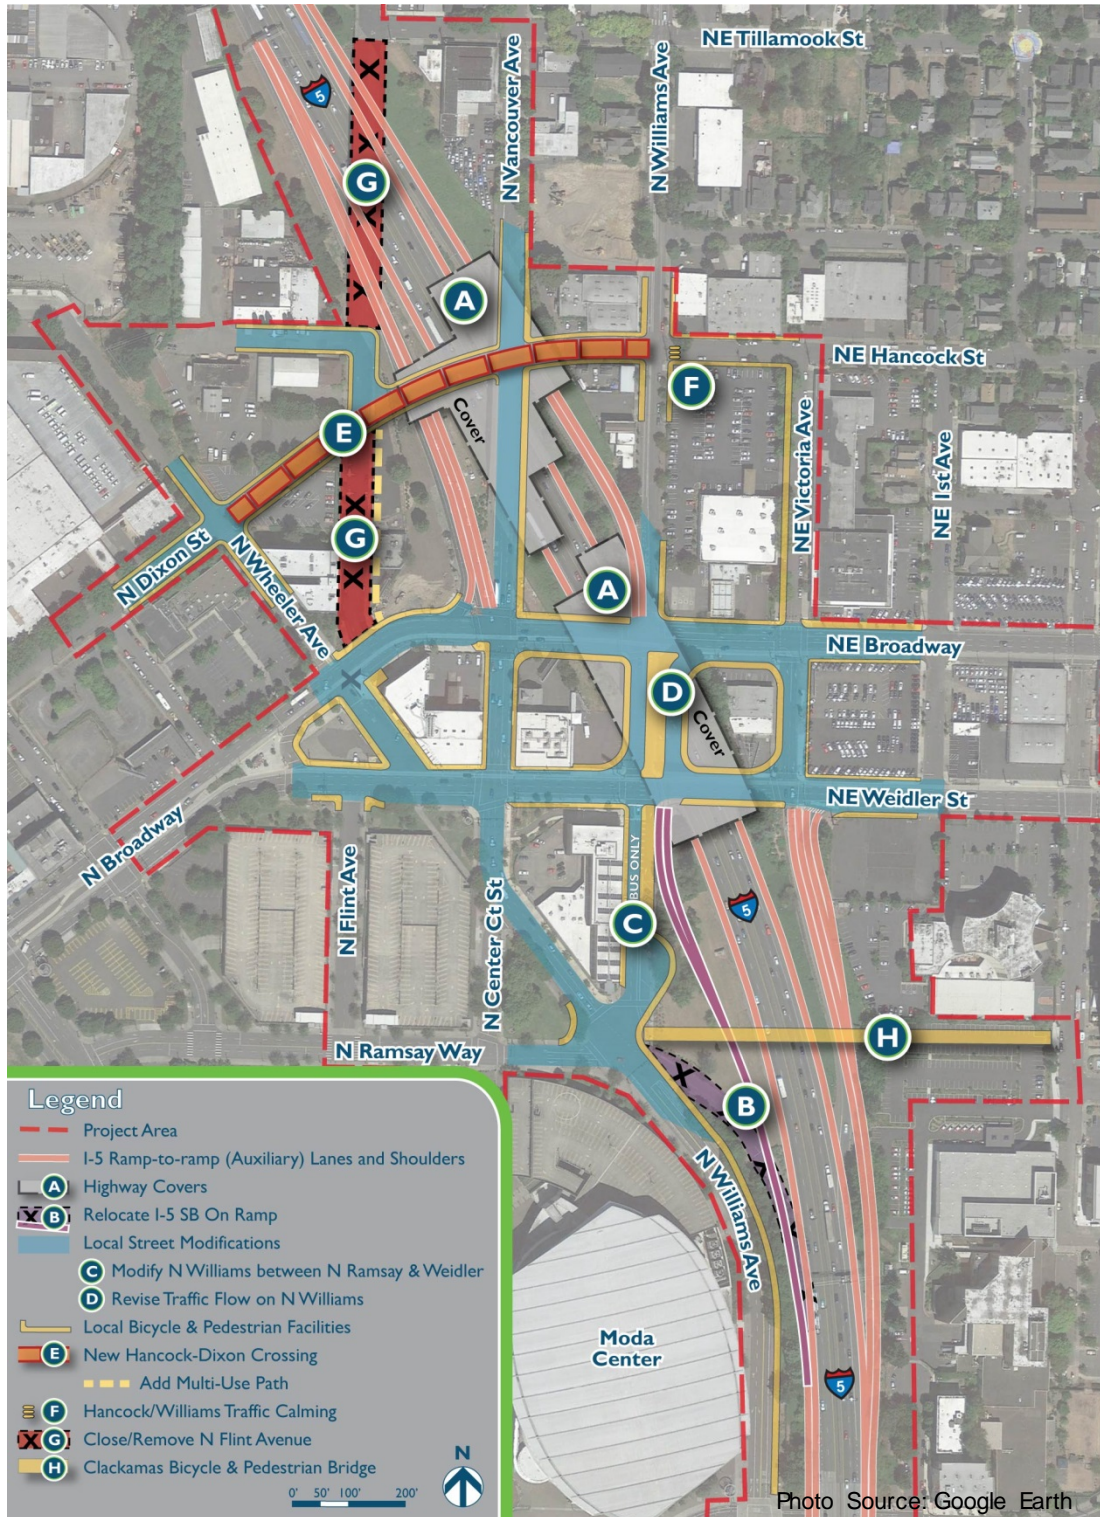 NE Tillamook St
N Vancouver Ave
N Williams Ave
5
G
A
NE Hancock St
F
Cover
E
NE Victoria Ave
NE 1st Ave
G
N Dixon St
N Wheeler Ave
A
NE Broadway
D
Cover
NE Weidler St
N Broadway
BUS ONLY
N Flint Ave
5
C
N Center Ct St
H
N Ramsay Way
B
N Williams Ave
Moda
Center
5
Legend
Project Area
I-5 Ramp-to-ramp (Auxiliary) Lanes and Shoulders
A Highway Covers
X B Relocate I-5 SB On Ramp
Local Street Modifications
C Modify N Williams between N Ramsay & Weidler
D Revise Traffic Flow on N Williams
Local Bicycle & Pedestrian Facilities
E New Hancock-Dixon Crossing
Add Multi-Use Path
F Hancock/Williams Traffic Calming
X G Close/Remove N Flint Avenue
H Clackamas Bicycle & Pedestrian Bridge
N
0' 50' 100' 200'
Photo Source: Google Earth